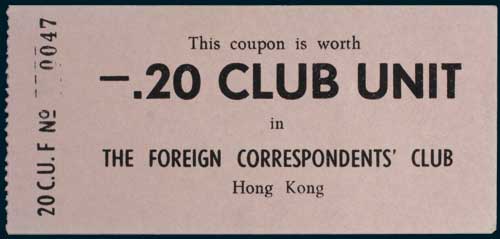 This coupon is worth
—.20 CLUB UNIT
in
THE FOREIGN CORRESPONDENTS' CLUB
Hong Kong
20 C.U. F Nº 0047